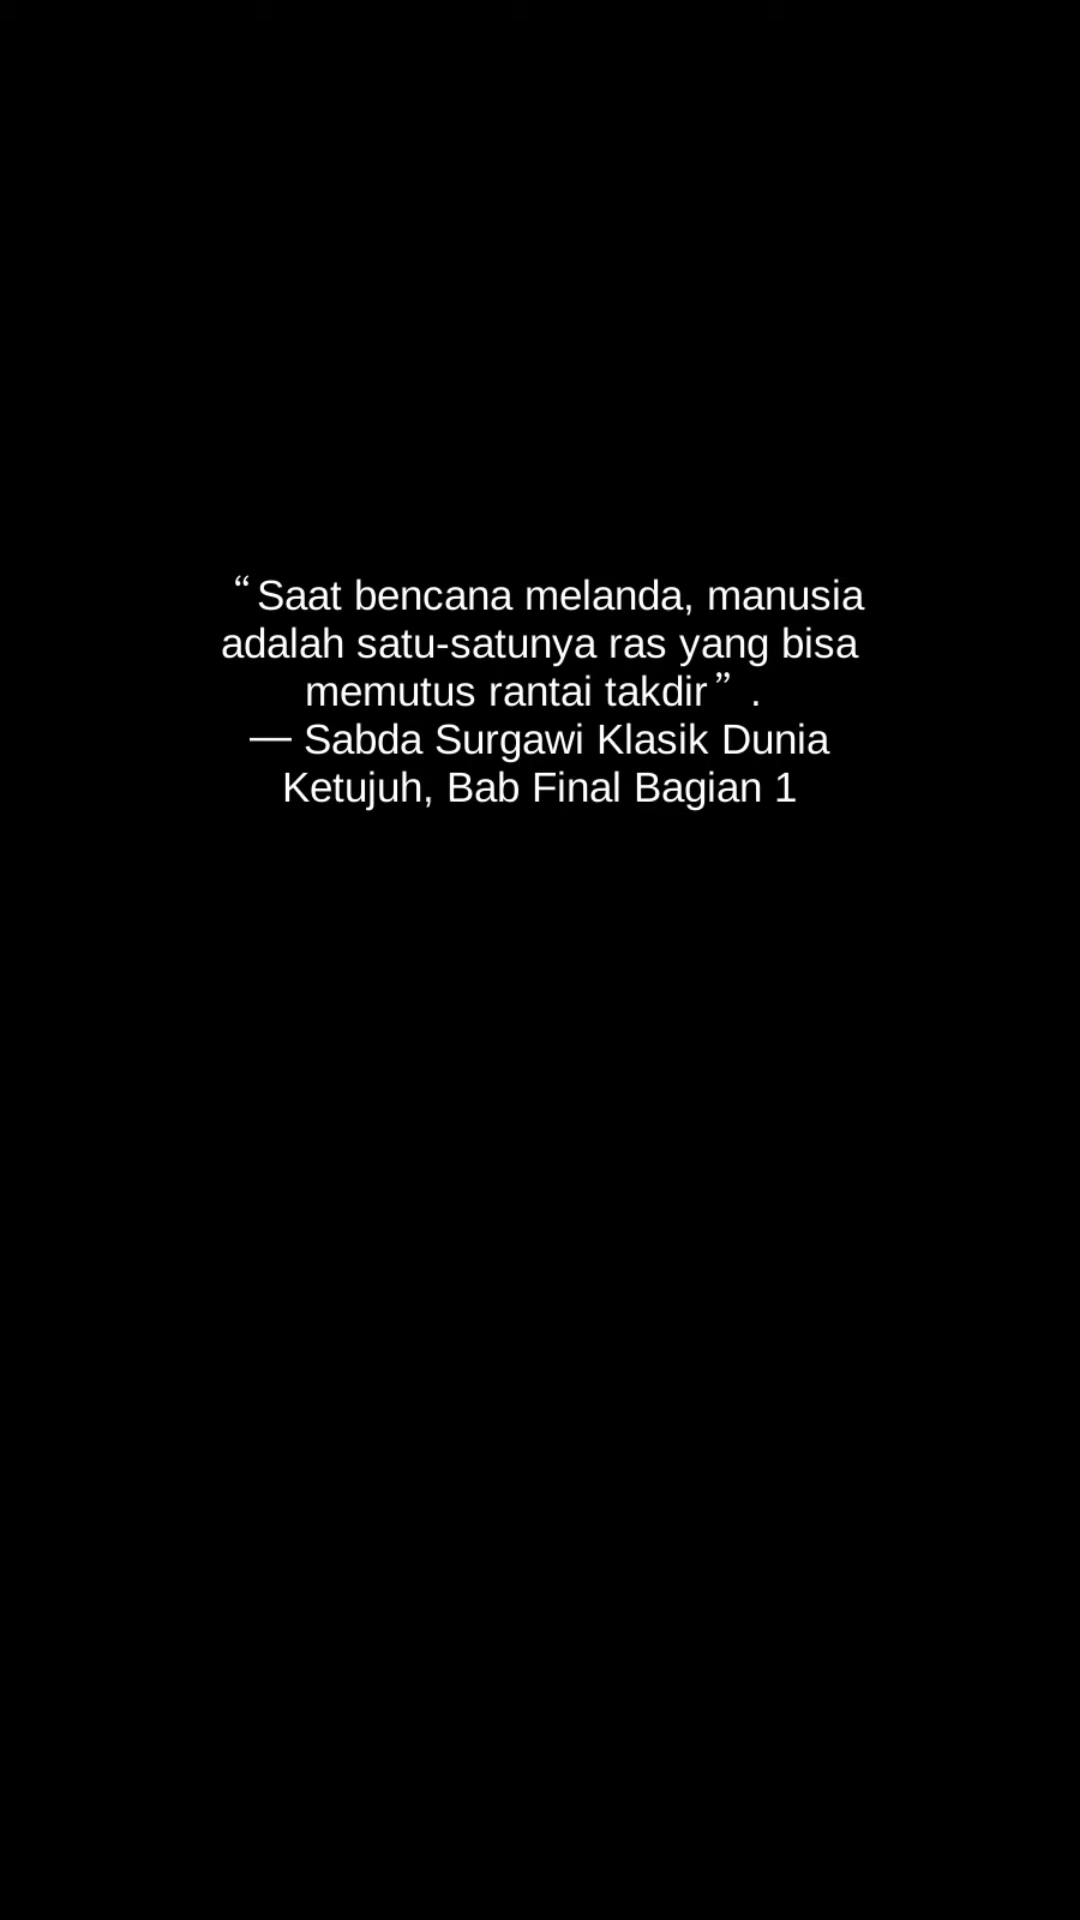 “Saat bencana melanda, manusia
adalah satu-satunya ras yang bisa
memutus rantai takdir” .
— Sabda Surgawi Klasik Dunia
Ketujuh, Bab Final Bagian 1